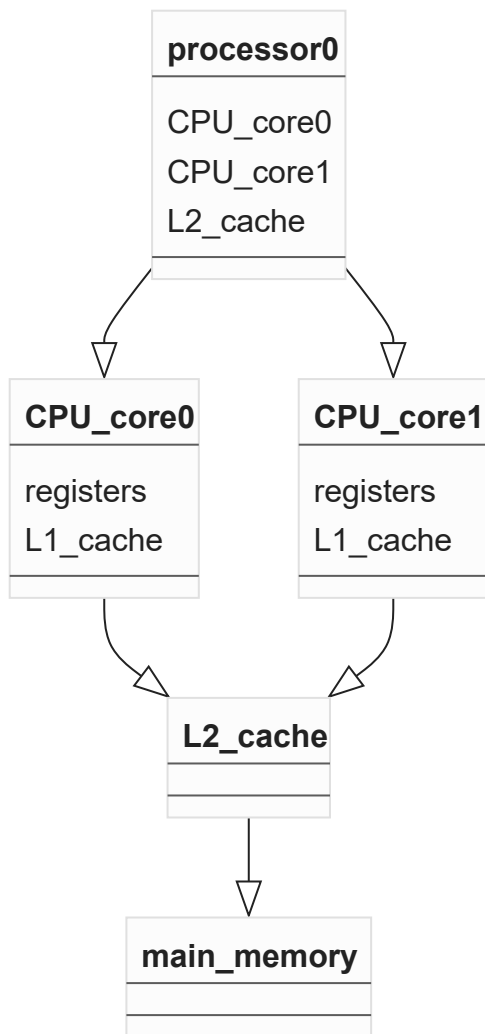 processor0
CPU_core0
CPU_core1
L2_cache
CPU_core0
registers
L1_cache
CPU_core1
registers
L1_cache
L2_cache
main_memory